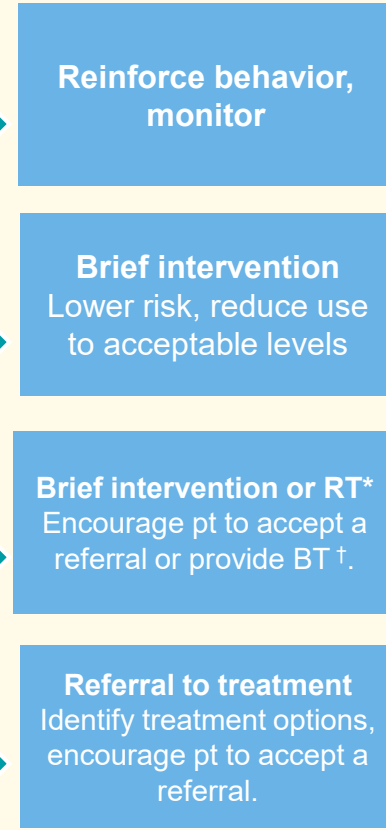 Reinforce behavior,
monitor
Brief intervention
Lower risk, reduce use
to acceptable levels
Brief intervention or RT*
Encourage pt to accept a
referral or provide BT †.
Referral to treatment
Identify treatment options,
encourage pt to accept a
referral.